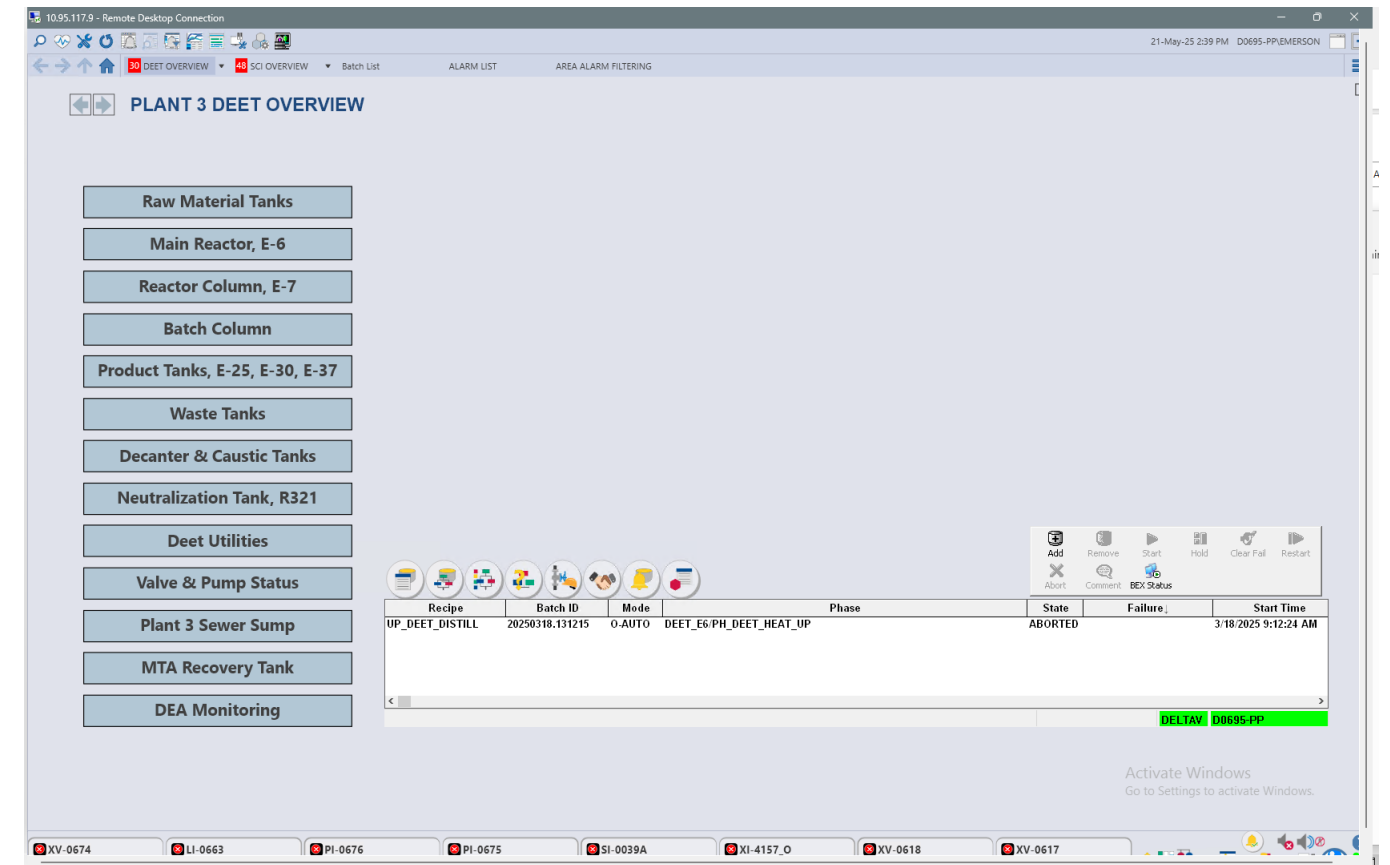 10.95.117.9 - Remote Desktop Connection
21-May-25 2:39 PM D0695-PP\EMERSON
30 DEET OVERVIEW 48 SCI OVERVIEW Batch List ALARM LIST AREA ALARM FILTERING
PLANT 3 DEET OVERVIEW
Raw Material Tanks
Main Reactor, E-6
Reactor Column, E-7
Batch Column
Product Tanks, E-25, E-30, E-37
Waste Tanks
Decanter & Caustic Tanks
Neutralization Tank, R321
Deet Utilities
Valve & Pump Status
Plant 3 Sewer Sump
MTA Recovery Tank
DEA Monitoring
Add Remove Start Hold Clear Fail Restart
Abort Comment BEX Status
Recipe Batch ID Mode Phase State Failure↓ Start Time
UP_DEET_DISTILL 20250318.131215 O-AUTO DEET_E6/PH_DEET_HEAT_UP ABORTED 3/18/2025 9:12:24 AM
DELTAV D0695-PP
Activate Windows
Go to Settings to activate Windows.
XV-0674 LI-0663 PI-0676 PI-0675 SI-0039A XI-4157_O XV-0618 XV-0617